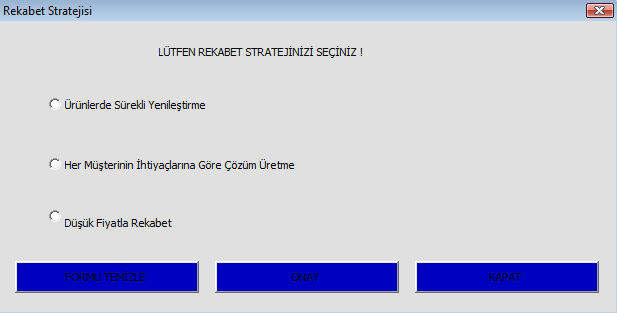 Rekabet Stratejisi
LÜTFEN REKABET STRATEJİNİZİ SEÇİNİZ !
Ürünlerde Sürekli Yenileştirme
Her Müşterinin İhtiyaçlarına Göre Çözüm Üretme
Düşük Fiyatla Rekabet
FORMU TEMİZLE
ONAY
KAPAT